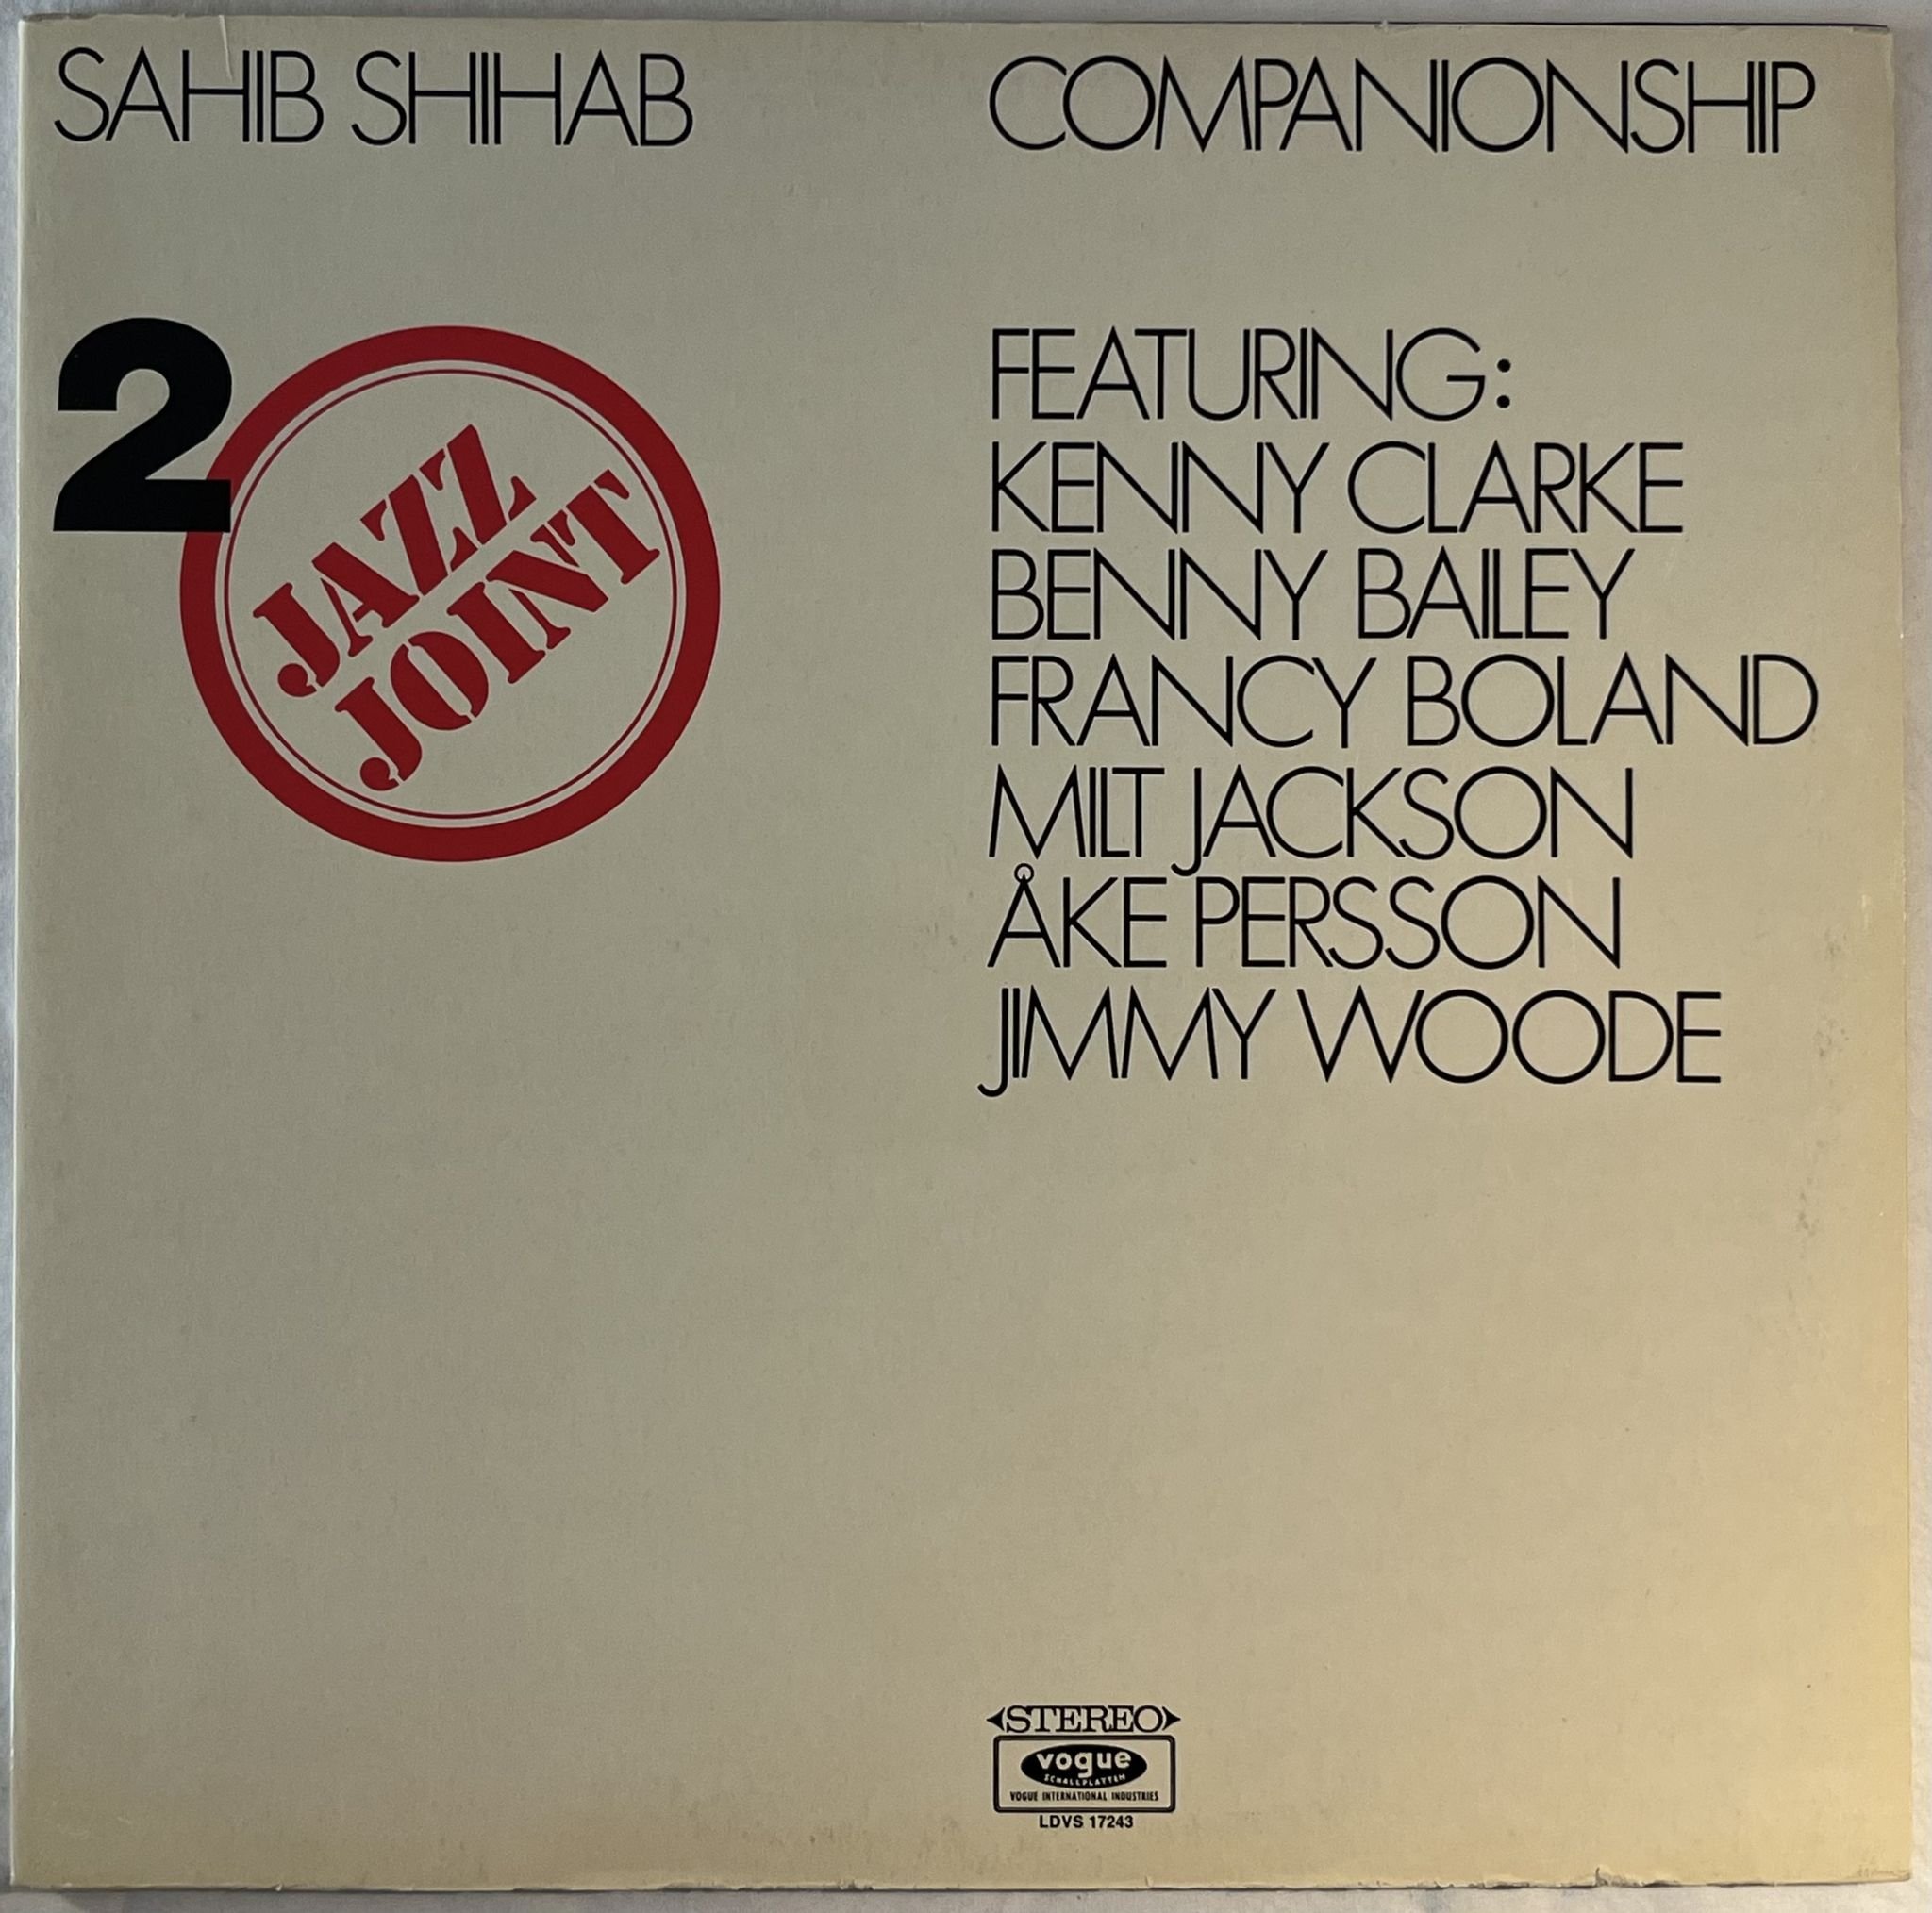 SAHIB SHIHAB
COMPANIONSHIP
2
JAZZ
JOINT
FEATURING:
KENNY CLARKE
BENNY BAILEY
FRANCY BOLAND
MILT JACKSON
ÅKE PERSSON
JIMMY WOODE
STEREO
vogue
SCHALLPLATTEN
VOGUE INTERNATIONAL INDUSTRIES
LDVS 17243